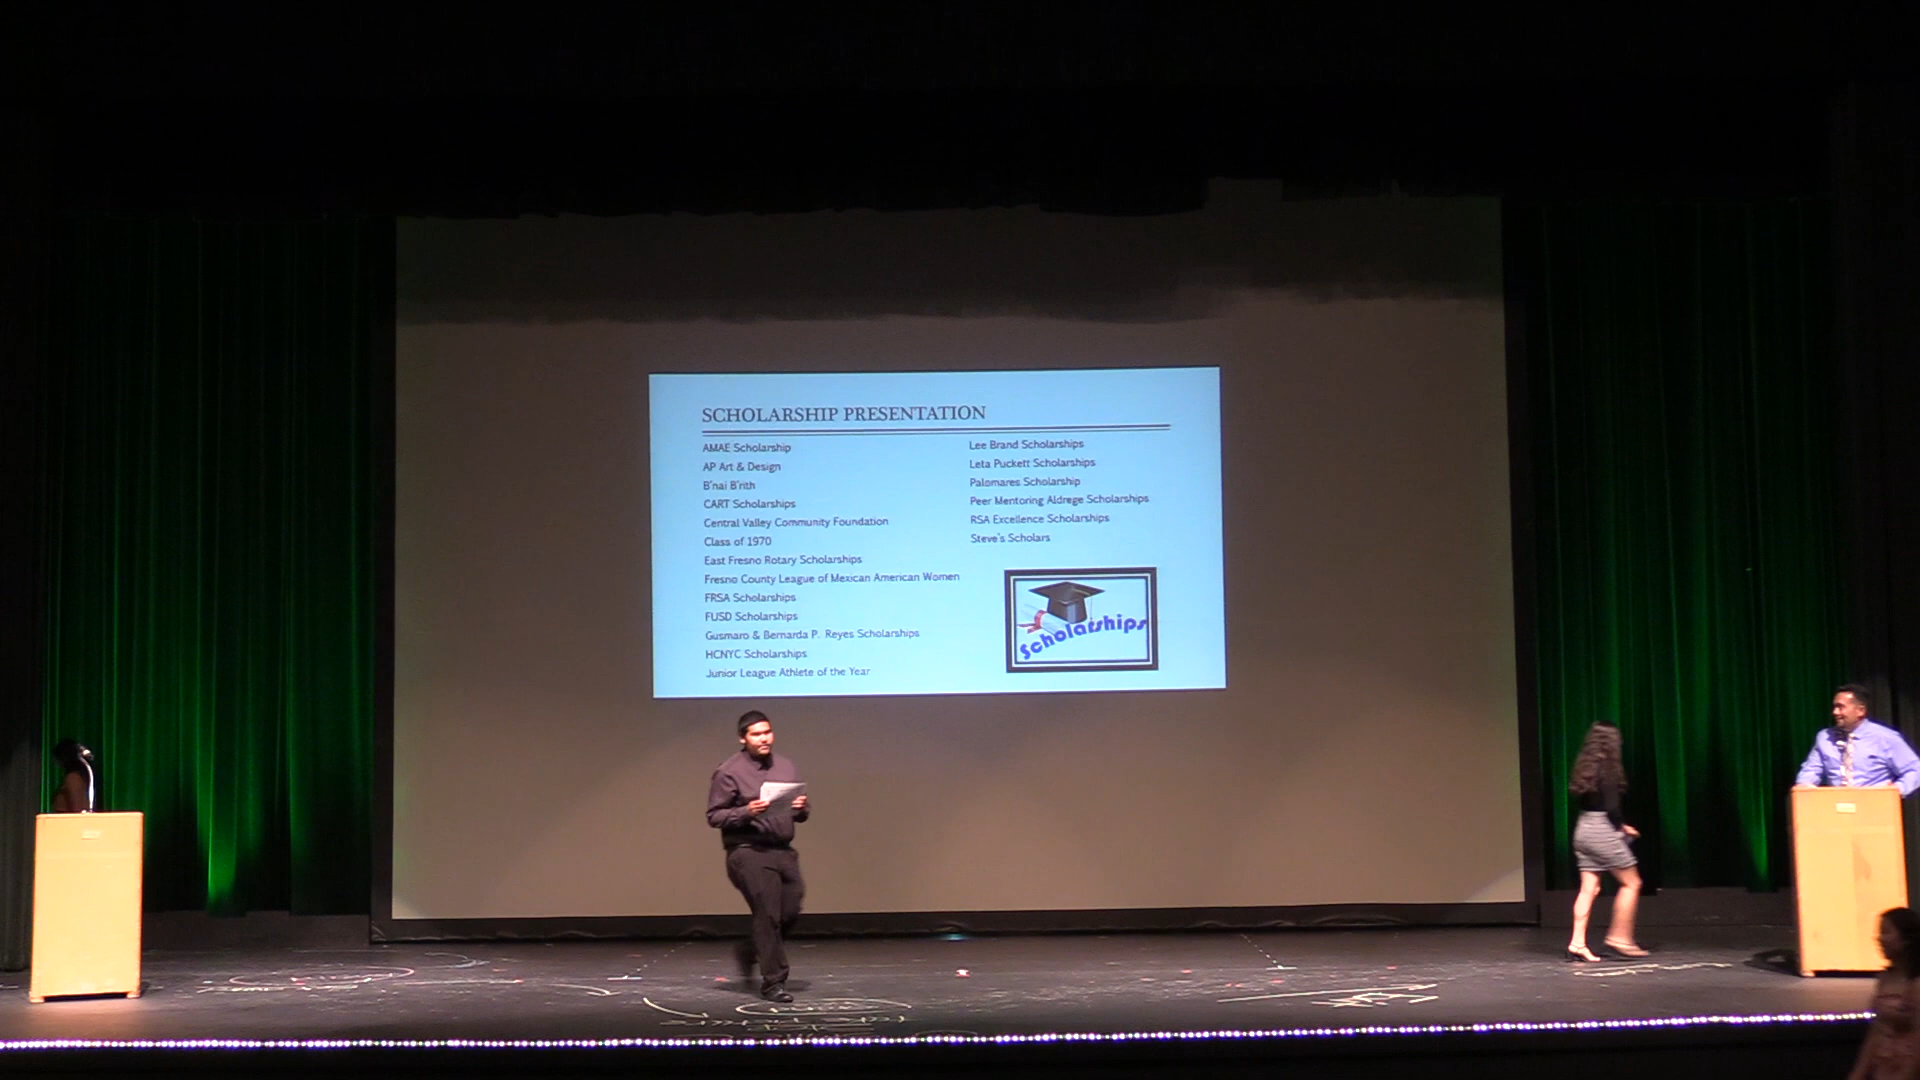 SCHOLARSHIP PRESENTATION
AMAE Scholarship
AP Art & Design
B'nai B'rith
CART Scholarships
Central Valley Community Foundation
Class of 1970
East Fresno Rotary Scholarships
Fresno County League of Mexican American Women
FRSA Scholarships
FUSD Scholarships
Gusmaro & Bernarda P. Reyes Scholarships
HCNYC Scholarships
Junior League Athlete of the Year
Lee Brand Scholarships
Leta Puckett Scholarships
Palomares Scholarship
Peer Mentoring Aldrege Scholarships
RSA Excellence Scholarships
Steve's Scholars
Scholarships